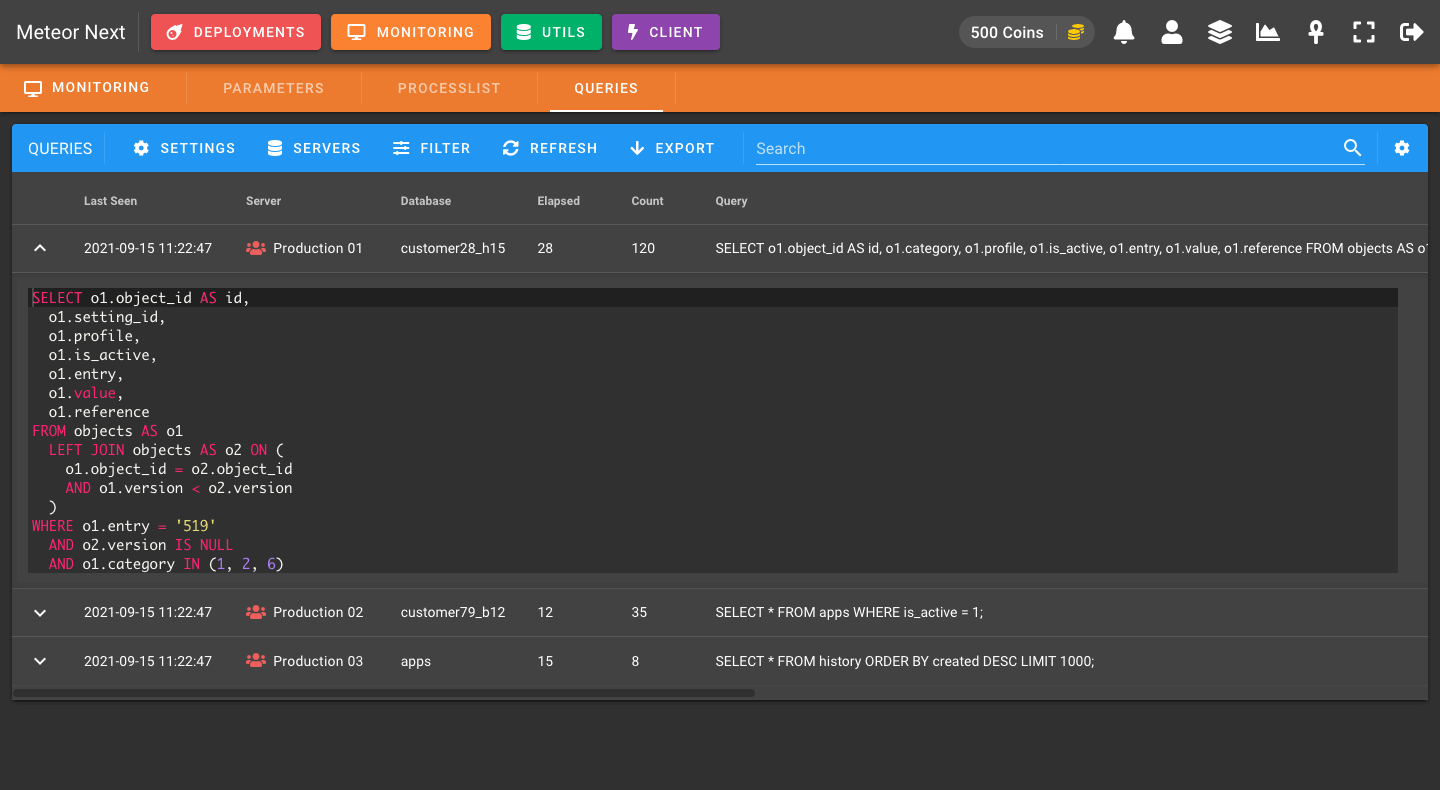 Meteor Next DEPLOYMENTS MONITORING UTILS CLIENT 500 Coins
MONITORING PARAMETERS PROCESSLIST QUERIES
QUERIES SETTINGS SERVERS FILTER REFRESH EXPORT Search
Last Seen Server Database Elapsed Count Query
2021-09-15 11:22:47 Production 01 customer28_h15 28 120 SELECT o1.object_id AS id, o1.category, o1.profile, o1.is_active, o1.entry, o1.value, o1.reference FROM objects AS o1
SELECT o1.object_id AS id,
  o1.setting_id,
  o1.profile,
  o1.is_active,
  o1.entry,
  o1.value,
  o1.reference
FROM objects AS o1
  LEFT JOIN objects AS o2 ON (
    o1.object_id = o2.object_id
    AND o1.version < o2.version
  )
WHERE o1.entry = '519'
  AND o2.version IS NULL
  AND o1.category IN (1, 2, 6)
2021-09-15 11:22:47 Production 02 customer79_b12 12 35 SELECT * FROM apps WHERE is_active = 1;
2021-09-15 11:22:47 Production 03 apps 15 8 SELECT * FROM history ORDER BY created DESC LIMIT 1000;